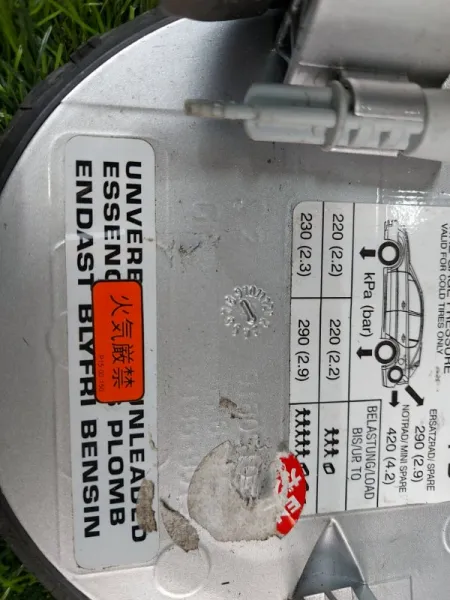 UNVERE INLEADED
ESSENC PLOMB
ENDAST BLYFRI BENSIN
火気厳禁
PRESSURE
VALID FOR COLD TIRES ONLY
ERSATZRAD/SPARE
290 (2.9)
NOTRAD/MINI SPARE
420 (4.2)
kPa (bar)
BELASTUNG/LOAD
BIS/UP TO
220 (2.2) 220 (2.2)
230 (2.3) 290 (2.9)